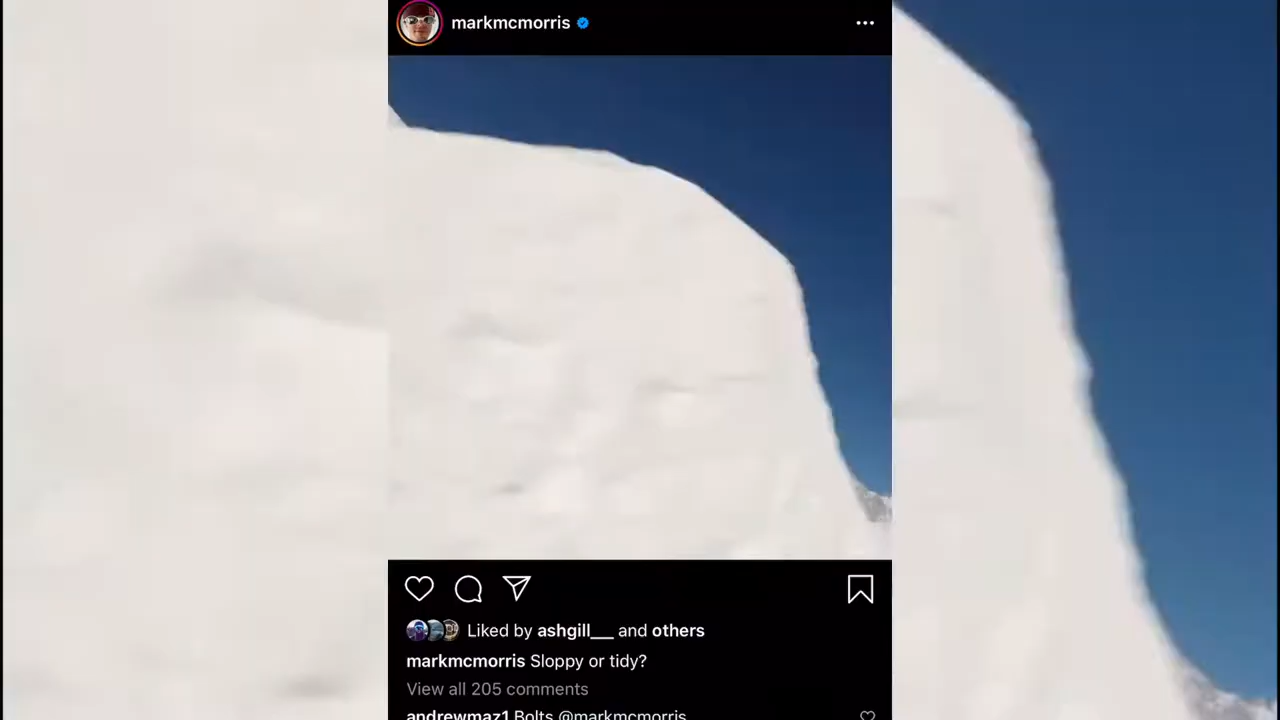 markmcmorris
Liked by ashgill___ and others
markmcmorris Sloppy or tidy?
View all 205 comments
andrewmaz1 Bolts @markmcmorris